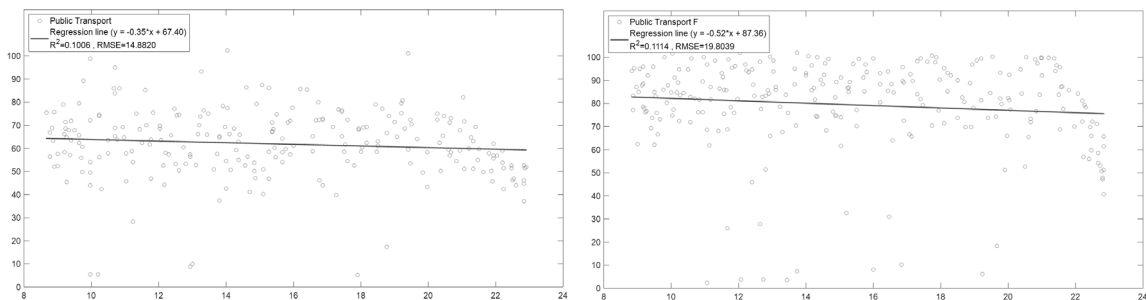 Public Transport
Regression line (y = -0.35*x + 67.40)
R²=0.1006 , RMSE=14.8820
100
90
80
70
60
50
40
30
20
10
0
8 10 12 14 16 18 20 22 24
Public Transport F
Regression line (y = -0.52*x + 87.36)
R²=0.1114 , RMSE=19.8039
100
90
80
70
60
50
40
30
20
10
0
8 10 12 14 16 18 20 22 24